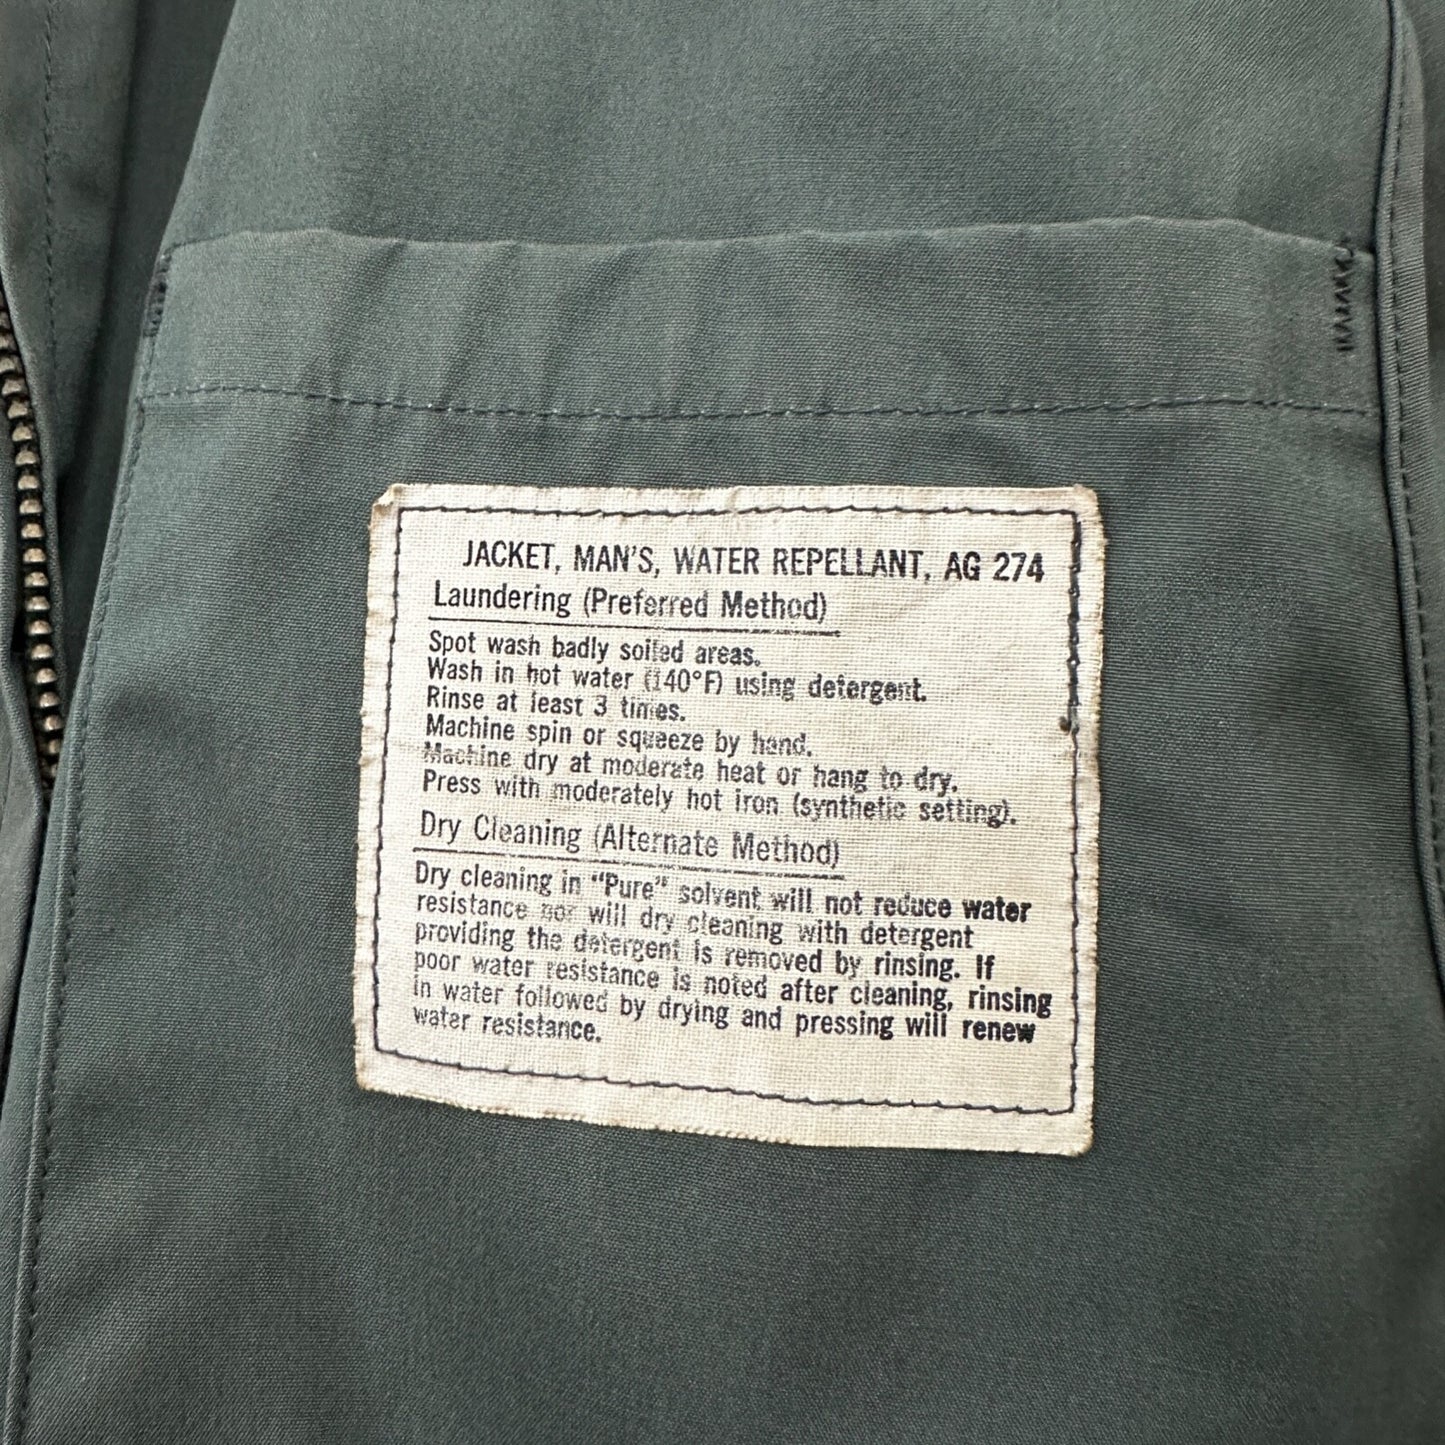 JACKET, MAN'S, WATER REPELLANT, AG 274
Laundering (Preferred Method)
Spot wash badly soiled areas.
Wash in hot water (140°F) using detergent.
Rinse at least 3 times.
Machine spin or squeeze by hand.
Machine dry at moderate heat or hang to dry.
Press with moderately hot iron (synthetic setting).
Dry Cleaning (Alternate Method)
Dry cleaning in "Pure" solvent will not reduce water
resistance nor will dry cleaning with detergent
providing the detergent is removed by rinsing. If
poor water resistance is noted after cleaning, rinsing
in water followed by drying and pressing will renew
water resistance.